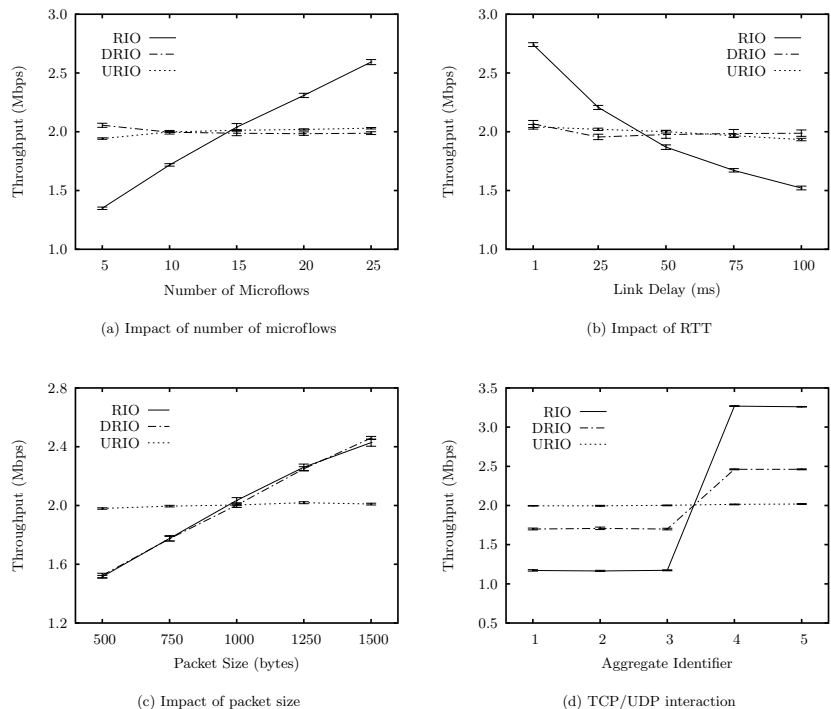 3.0
2.5
2.0
1.5
1.0
Throughput (Mbps)
RIO
DRIO
URIO
5 10 15 20 25
Number of Microflows
(a) Impact of number of microflows
3.0
2.5
2.0
1.5
1.0
Throughput (Mbps)
RIO
DRIO
URIO
1 25 50 75 100
Link Delay (ms)
(b) Impact of RTT
2.8
2.4
2.0
1.6
1.2
Throughput (Mbps)
RIO
DRIO
URIO
500 750 1000 1250 1500
Packet Size (bytes)
(c) Impact of packet size
3.5
3.0
2.5
2.0
1.5
1.0
0.5
Throughput (Mbps)
RIO
DRIO
URIO
1 2 3 4 5
Aggregate Identifier
(d) TCP/UDP interaction